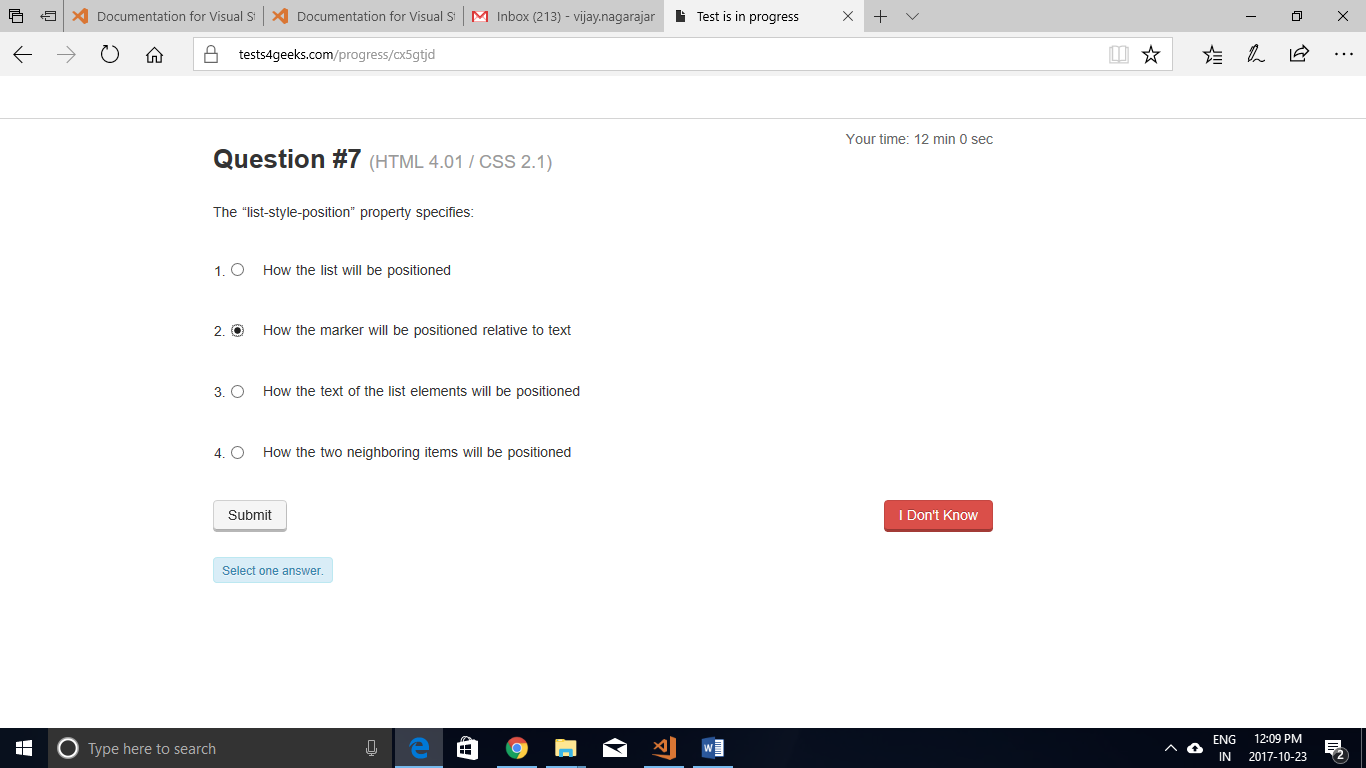 Documentation for Visual S
Documentation for Visual S
Inbox (213) - vijay.nagarajar
Test is in progress
tests4geeks.com/progress/cx5gtjd
Your time: 12 min 0 sec
Question #7 (HTML 4.01 / CSS 2.1)
The “list-style-position” property specifies:
1. How the list will be positioned
2. How the marker will be positioned relative to text
3. How the text of the list elements will be positioned
4. How the two neighboring items will be positioned
Submit
I Don't Know
Select one answer.
Type here to search
ENG
IN
12:09 PM
2017-10-23
2